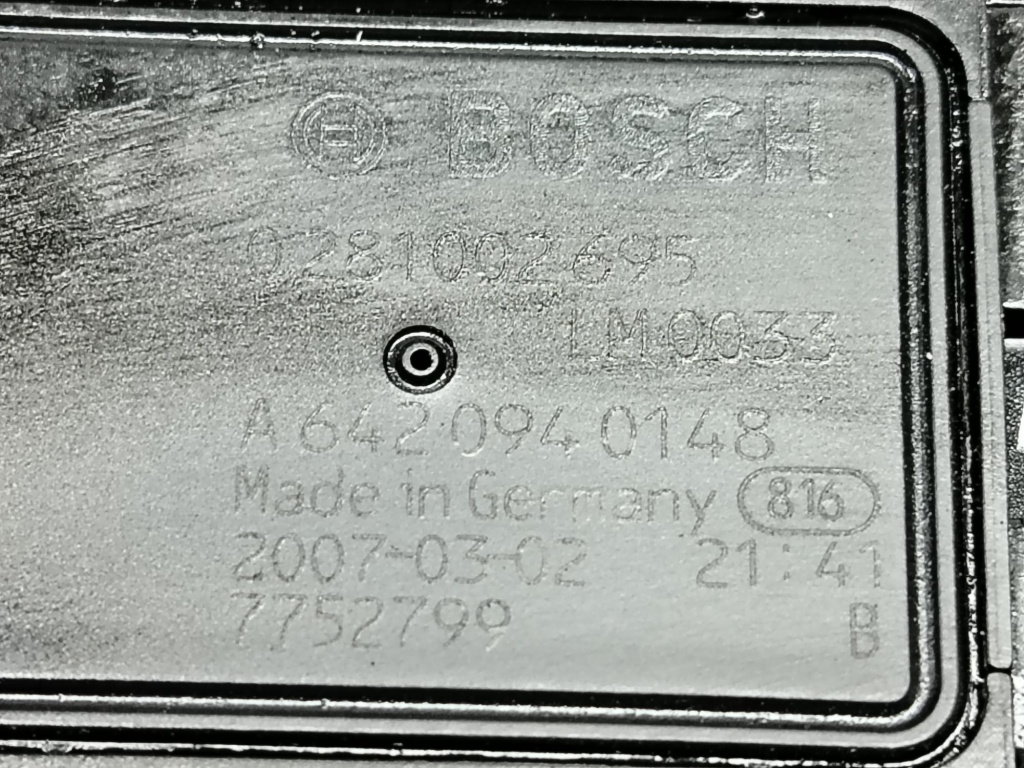 BOSCH
0281002695
LM0033
A 642 094 0148
Made in Germany 816
2007-03-02 21:41
7752799 B